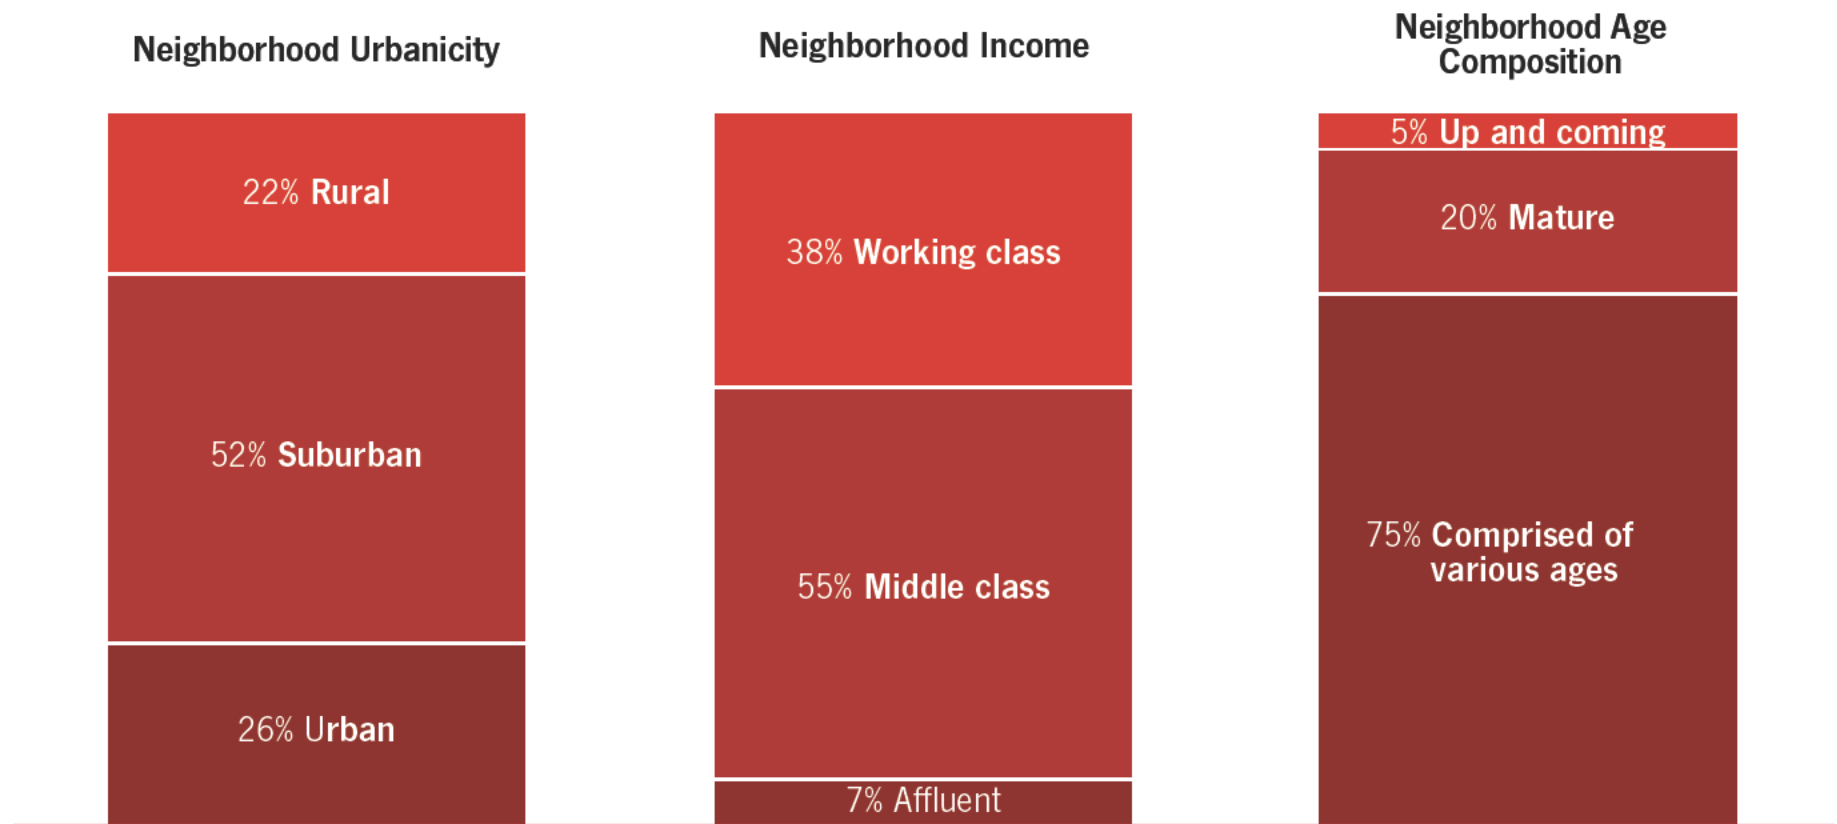 Neighborhood Urbanicity
22% Rural
52% Suburban
26% Urban
Neighborhood Income
38% Working class
55% Middle class
7% Affluent
Neighborhood Age
Composition
5% Up and coming
20% Mature
75% Comprised of
various ages